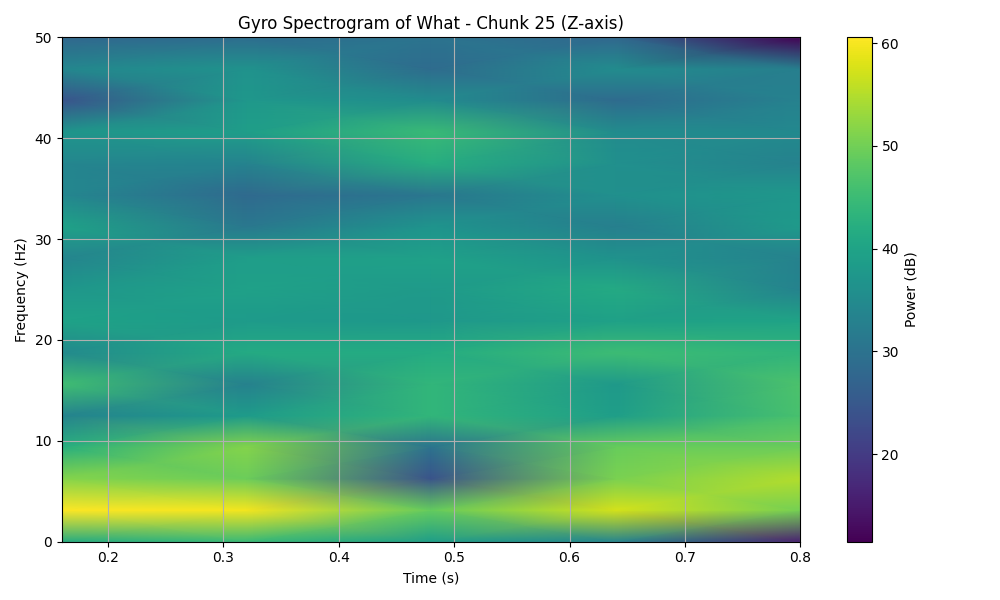 Gyro Spectrogram of What - Chunk 25 (Z-axis)
50
40
30
20
10
0
Frequency (Hz)
0.2 0.3 0.4 0.5 0.6 0.7 0.8
Time (s)
60
50
40
30
20
Power (dB)